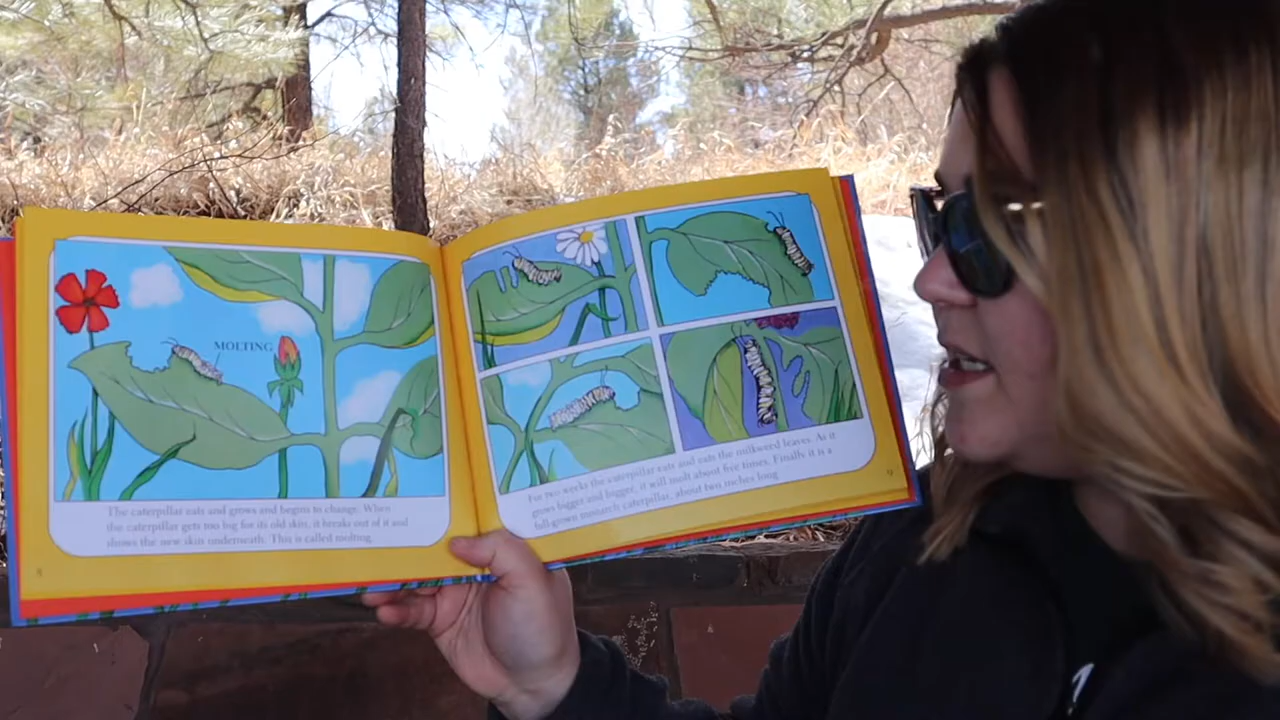 MOLTING
The caterpillar eats and grows and begins to change. When
the caterpillar gets too big for its old skin, it breaks out of it and
shows the new skin underneath. This is called molting.
8
For two weeks the caterpillar eats and eats the milkweed leaves. As it
grows bigger and bigger, it will molt about five times. Finally it is a
full-grown monarch caterpillar, about two inches long.
9